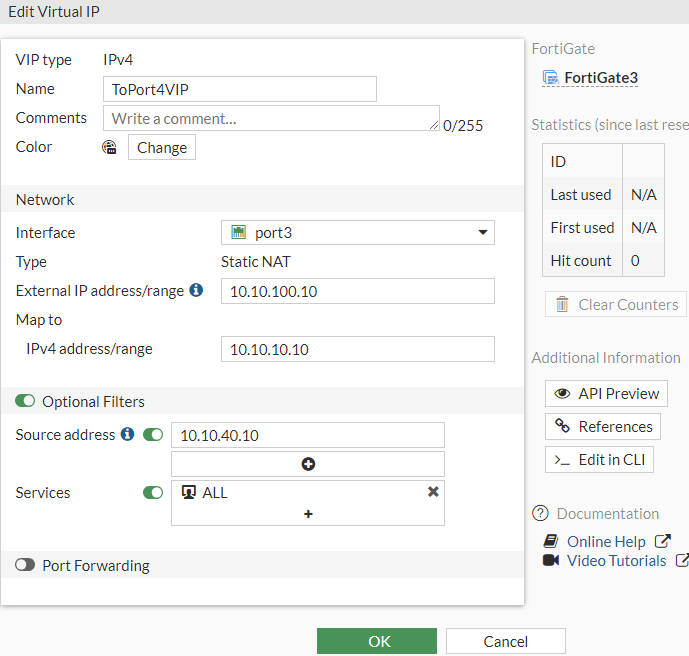 Edit Virtual IP
VIP type IPv4
Name ToPort4VIP
Comments Write a comment... 0/255
Color Change
Network
Interface port3
Type Static NAT
External IP address/range 10.10.100.10
Map to
IPv4 address/range 10.10.10.10
Optional Filters
Source address 10.10.40.10
Services ALL
Port Forwarding
OK Cancel
FortiGate
FortiGate3
Statistics (since last rese
ID
Last used N/A
First used N/A
Hit count 0
Clear Counters
Additional Information
API Preview
References
>_ Edit in CLI
Documentation
Online Help
Video Tutorials